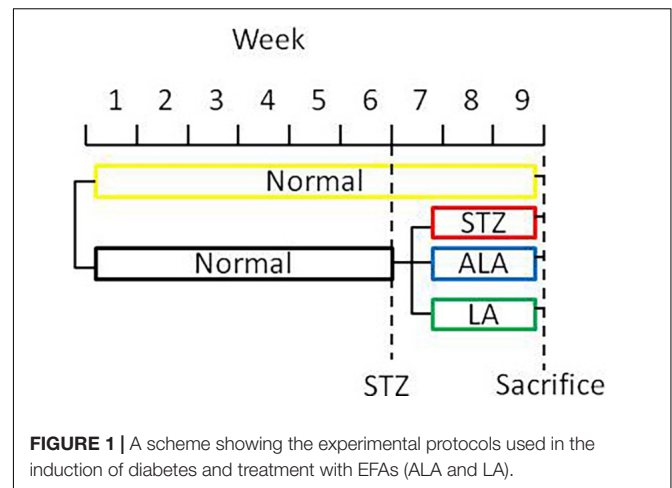 Week
1 2 3 4 5 6 7 8 9
Normal
STZ
Normal ALA
LA
STZ Sacrifice
FIGURE 1 | A scheme showing the experimental protocols used in the
induction of diabetes and treatment with EFAs (ALA and LA).